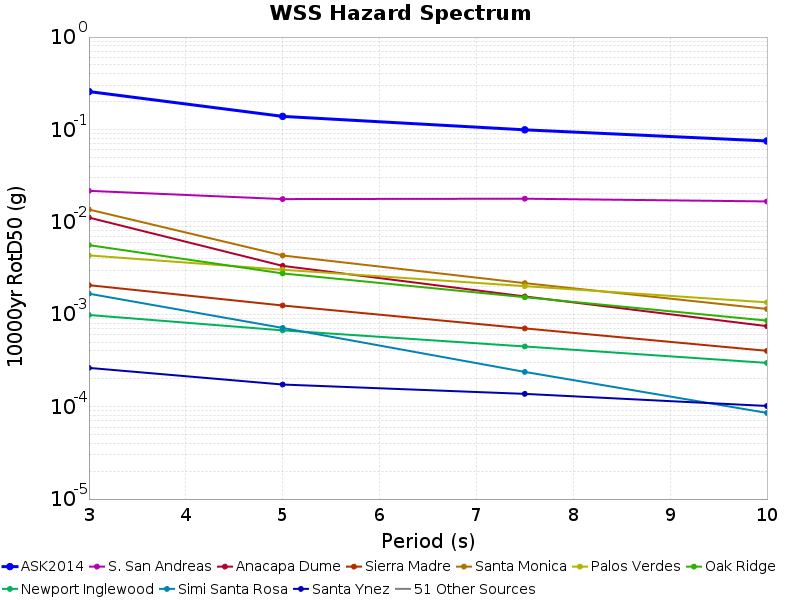 WSS Hazard Spectrum
10000yr RotD50 (g)
10^0
10^-1
10^-2
10^-3
10^-4
10^-5
3 4 5 6 7 8 9 10
Period (s)
ASK2014 S. San Andreas Anacapa Dume Sierra Madre Santa Monica Palos Verdes Oak Ridge
Newport Inglewood Simi Santa Rosa Santa Ynez 51 Other Sources